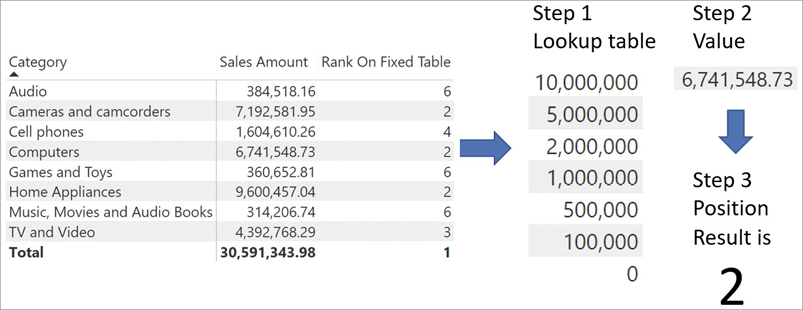 Category Sales Amount Rank On Fixed Table
Audio 384,518.16 6
Cameras and camcorders 7,192,581.95 2
Cell phones 1,604,610.26 4
Computers 6,741,548.73 2
Games and Toys 360,652.81 6
Home Appliances 9,600,457.04 2
Music, Movies and Audio Books 314,206.74 6
TV and Video 4,392,768.29 3
Total 30,591,343.98 1
Step 1
Lookup table
10,000,000
5,000,000
2,000,000
1,000,000
500,000
100,000
0
Step 2
Value
6,741,548.73
Step 3
Position
Result is
2